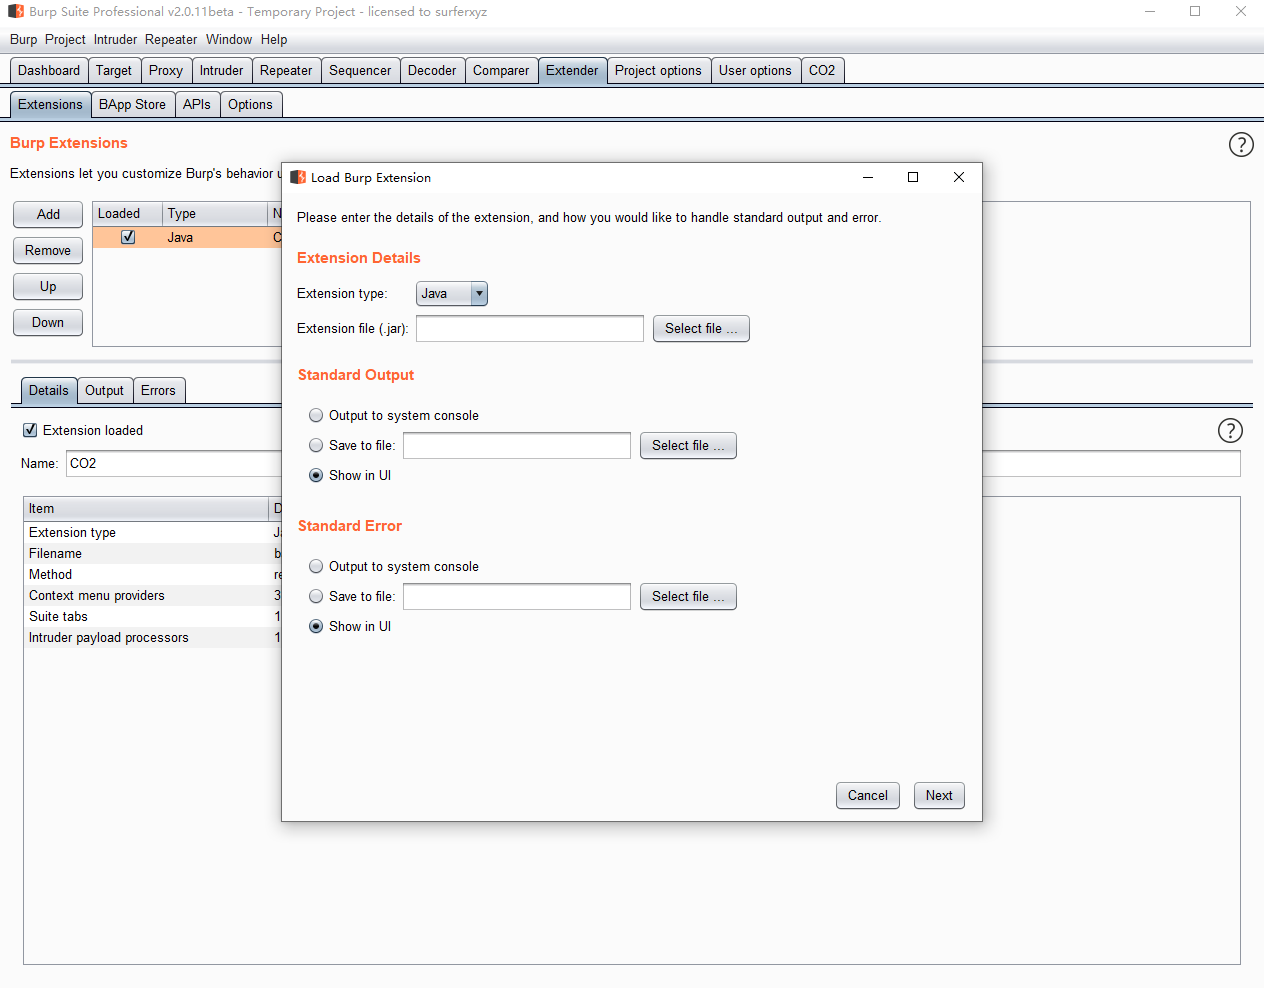 Burp Suite Professional v2.0.11beta - Temporary Project - licensed to surferxyz
Burp Project Intruder Repeater Window Help
Dashboard Target Proxy Intruder Repeater Sequencer Decoder Comparer Extender Project options User options CO2
Extensions BApp Store APIs Options
Burp Extensions
?
Extensions let you customize Burp's behavior
Add
Remove
Up
Down
Loaded Type N
Java C
Load Burp Extension
Please enter the details of the extension, and how you would like to handle standard output and error.
Extension Details
Extension type: Java
Extension file (.jar): Select file ...
Standard Output
Output to system console
Save to file: Select file ...
Show in UI
Standard Error
Output to system console
Save to file: Select file ...
Show in UI
Cancel Next
Details Output Errors
Extension loaded
?
Name: CO2
Item D
Extension type
Filename b
Method re
Context menu providers 3
Suite tabs 1
Intruder payload processors 1